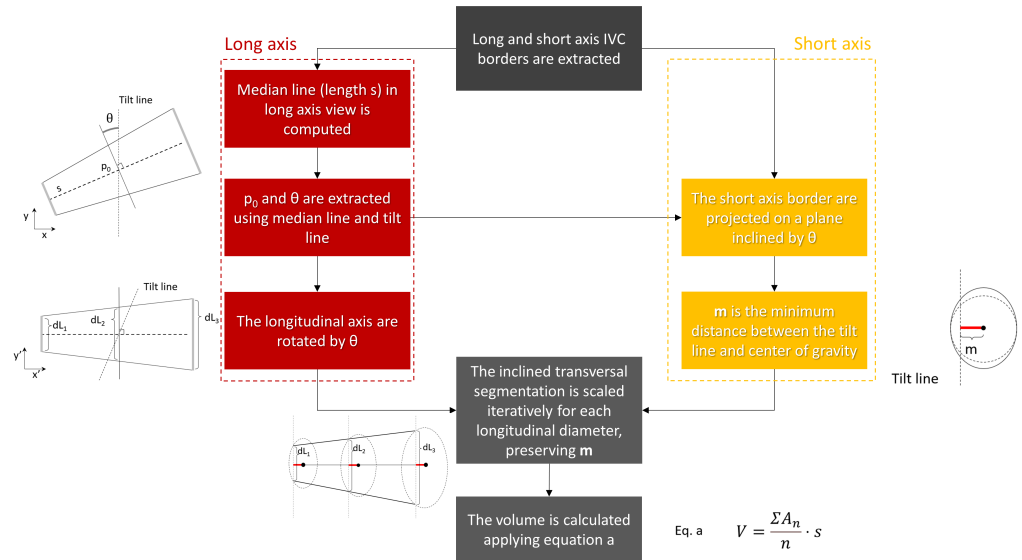 Long and short axis IVC
borders are extracted
Long axis
Short axis
Median line (length s) in
long axis view is
computed
Tilt line
θ
p₀
s
y
x
p₀ and θ are extracted
using median line and tilt
line
The short axis border are
projected on a plane
inclined by θ
Tilt line
dL₁
dL₂
dL₃
y'
x'
The longitudinal axis are
rotated by θ
m is the minimum
distance between the tilt
line and center of gravity
m
Tilt line
The inclined transversal
segmentation is scaled
iteratively for each
longitudinal diameter,
preserving m
dL₁
dL₂
dL₃
The volume is calculated
applying equation a
Eq. a V = ΣAₙ/n · s